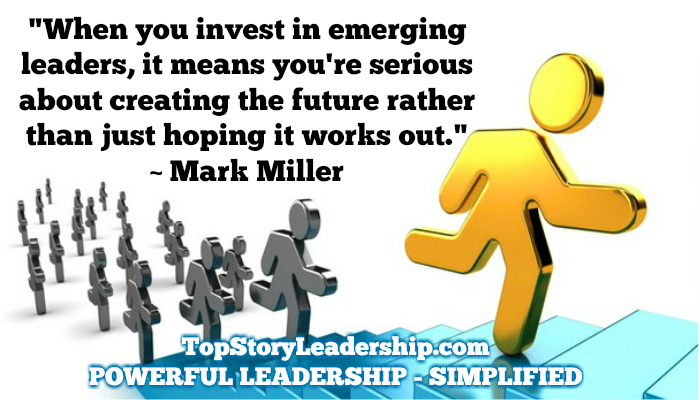 "When you invest in emerging
leaders, it means you're serious
about creating the future rather
than just hoping it works out."
~ Mark Miller
TopStoryLeadership.com
POWERFUL LEADERSHIP - SIMPLIFIED